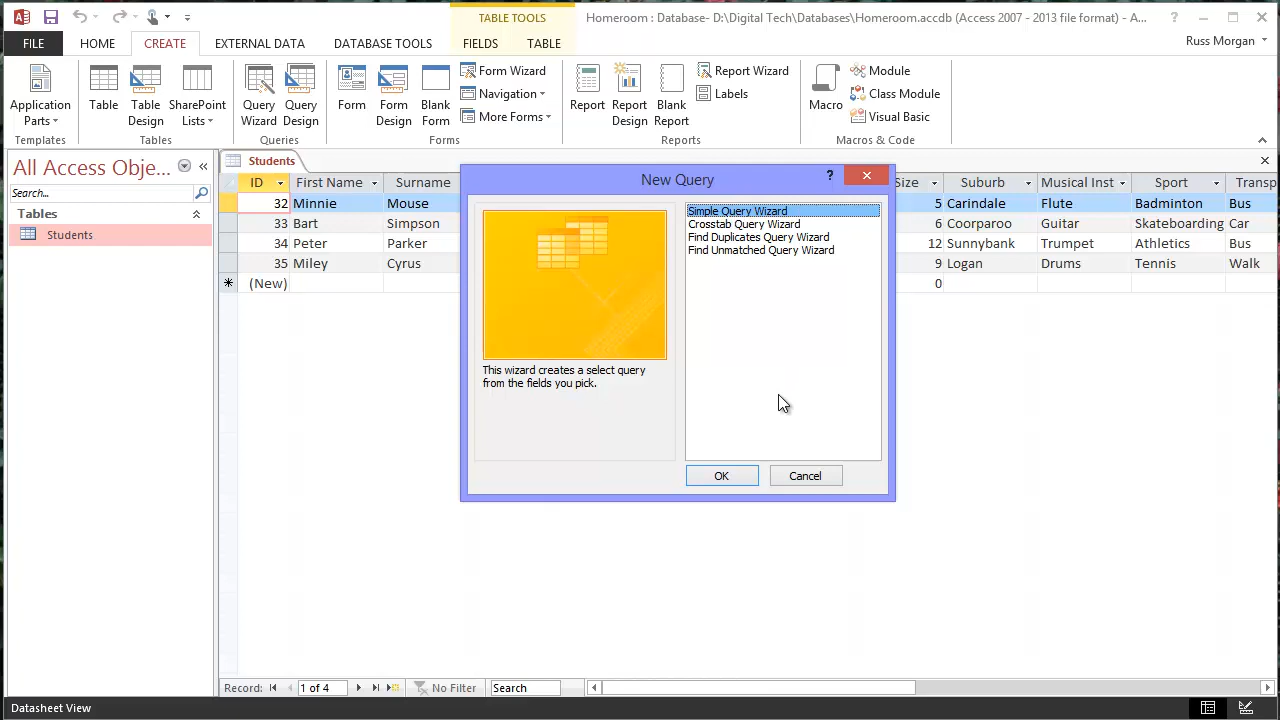 TABLE TOOLS
Homeroom : Database- D:\Digital Tech\Databases\Homeroom.accdb (Access 2007 - 2013 file format) - A...
FILE HOME CREATE EXTERNAL DATA DATABASE TOOLS FIELDS TABLE
Russ Morgan
Application Parts
Templates
Table
Tabl Design
SharePoint Lists
Tables
Query Wizard
Query Design
Queries
Form
Form Design
Blank Form
Form Wizard
Navigation
More Forms
Forms
Report
Report Design
Blank Report
Report Wizard
Labels
Reports
Macro
Module
Class Module
Visual Basic
Macros & Code
All Access Obje...
Search...
Tables
Students
Students
ID First Name Surname Size Suburb Musical Inst Sport Transp
32 Minnie Mouse 5 Carindale Flute Badminton Bus
33 Bart Simpson 6 Coorparoo Guitar Skateboarding Car
34 Peter Parker 12 Sunnybank Trumpet Athletics Bus
35 Miley Cyrus 9 Logan Drums Tennis Walk
(New) 0
New Query
Simple Query Wizard
Crosstab Query Wizard
Find Duplicates Query Wizard
Find Unmatched Query Wizard
This wizard creates a select query
from the fields you pick.
OK Cancel
Record: 1 of 4 No Filter Search
Datasheet View